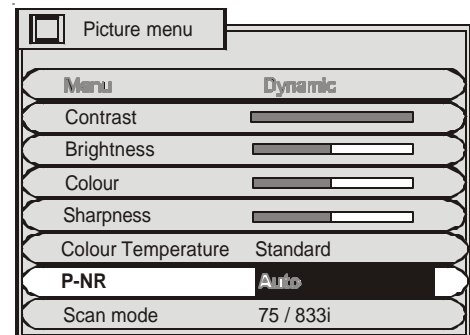 Picture menu
Menu Dynamic
Contrast
Brightness
Colour
Sharpness
Colour Temperature Standard
P-NR Auto
Scan mode 75 / 833i